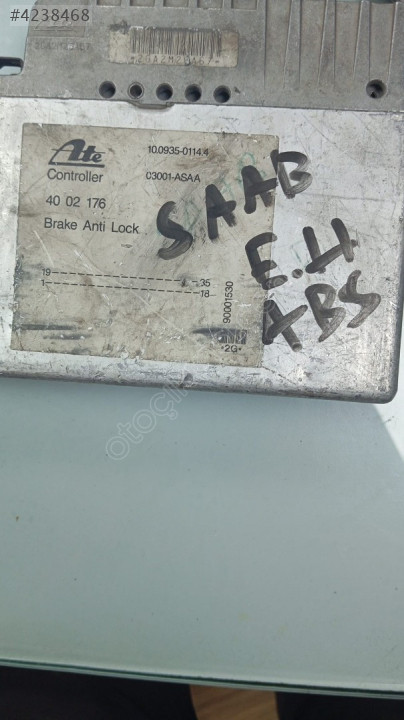 #4238468
Ate
10.0935-0114.4
Controller
03001-ASAA
40 02 176
Brake Anti Lock
SAAB
E.H
ABS
19
35
1
18
90001530
*2G*